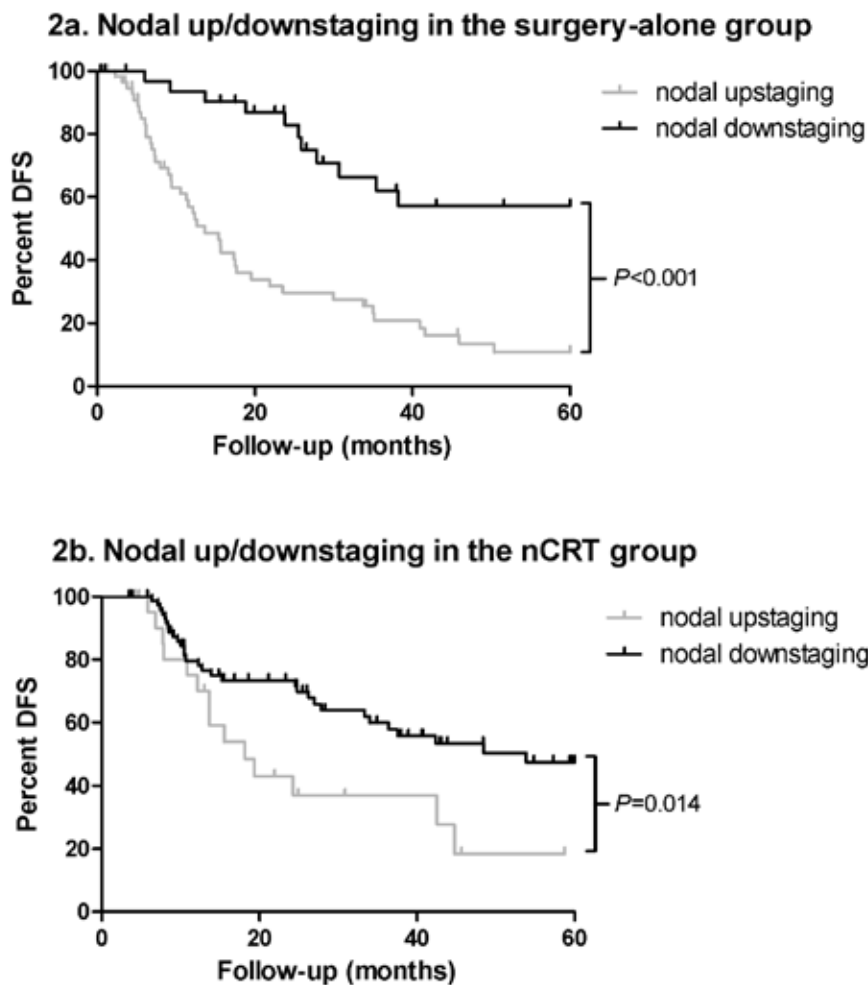 2a. Nodal up/downstaging in the surgery-alone group
100
80
60
40
20
0
Percent DFS
0 20 40 60
Follow-up (months)
nodal upstaging
nodal downstaging
P<0.001
2b. Nodal up/downstaging in the nCRT group
100
80
60
40
20
0
Percent DFS
0 20 40 60
Follow-up (months)
nodal upstaging
nodal downstaging
P=0.014